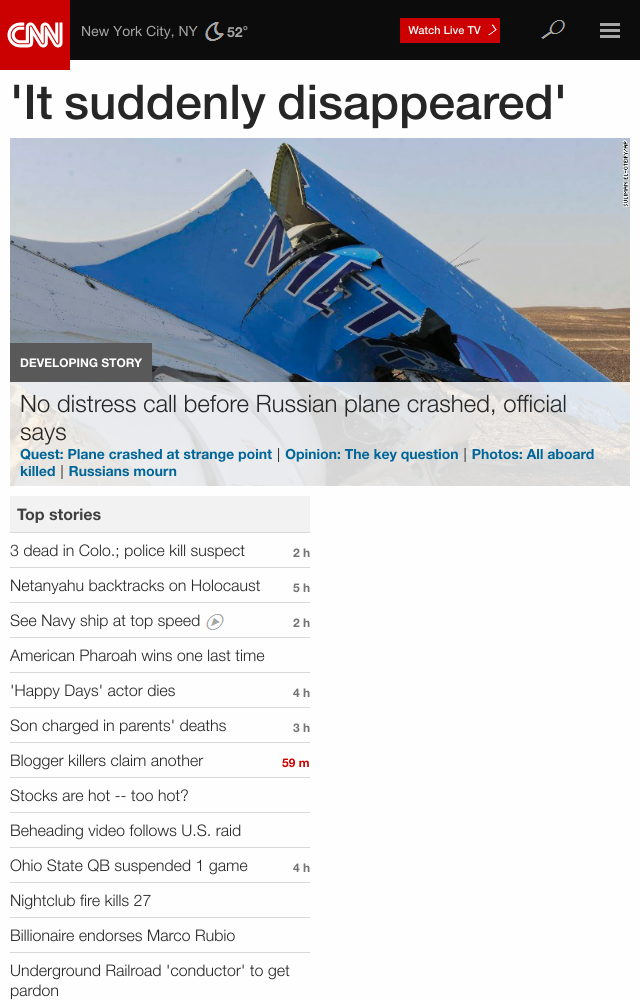 CNN
New York City, NY 52°
Watch Live TV
'It suddenly disappeared'
SULIMAN EL-OTEIFY/AP
МЕТ
DEVELOPING STORY
No distress call before Russian plane crashed, official
says
Quest: Plane crashed at strange point | Opinion: The key question | Photos: All aboard
killed | Russians mourn
Top stories
3 dead in Colo.; police kill suspect 2 h
Netanyahu backtracks on Holocaust 5 h
See Navy ship at top speed 2 h
American Pharoah wins one last time
'Happy Days' actor dies 4 h
Son charged in parents' deaths 3 h
Blogger killers claim another 59 m
Stocks are hot -- too hot?
Beheading video follows U.S. raid
Ohio State QB suspended 1 game 4 h
Nightclub fire kills 27
Billionaire endorses Marco Rubio
Underground Railroad 'conductor' to get
pardon